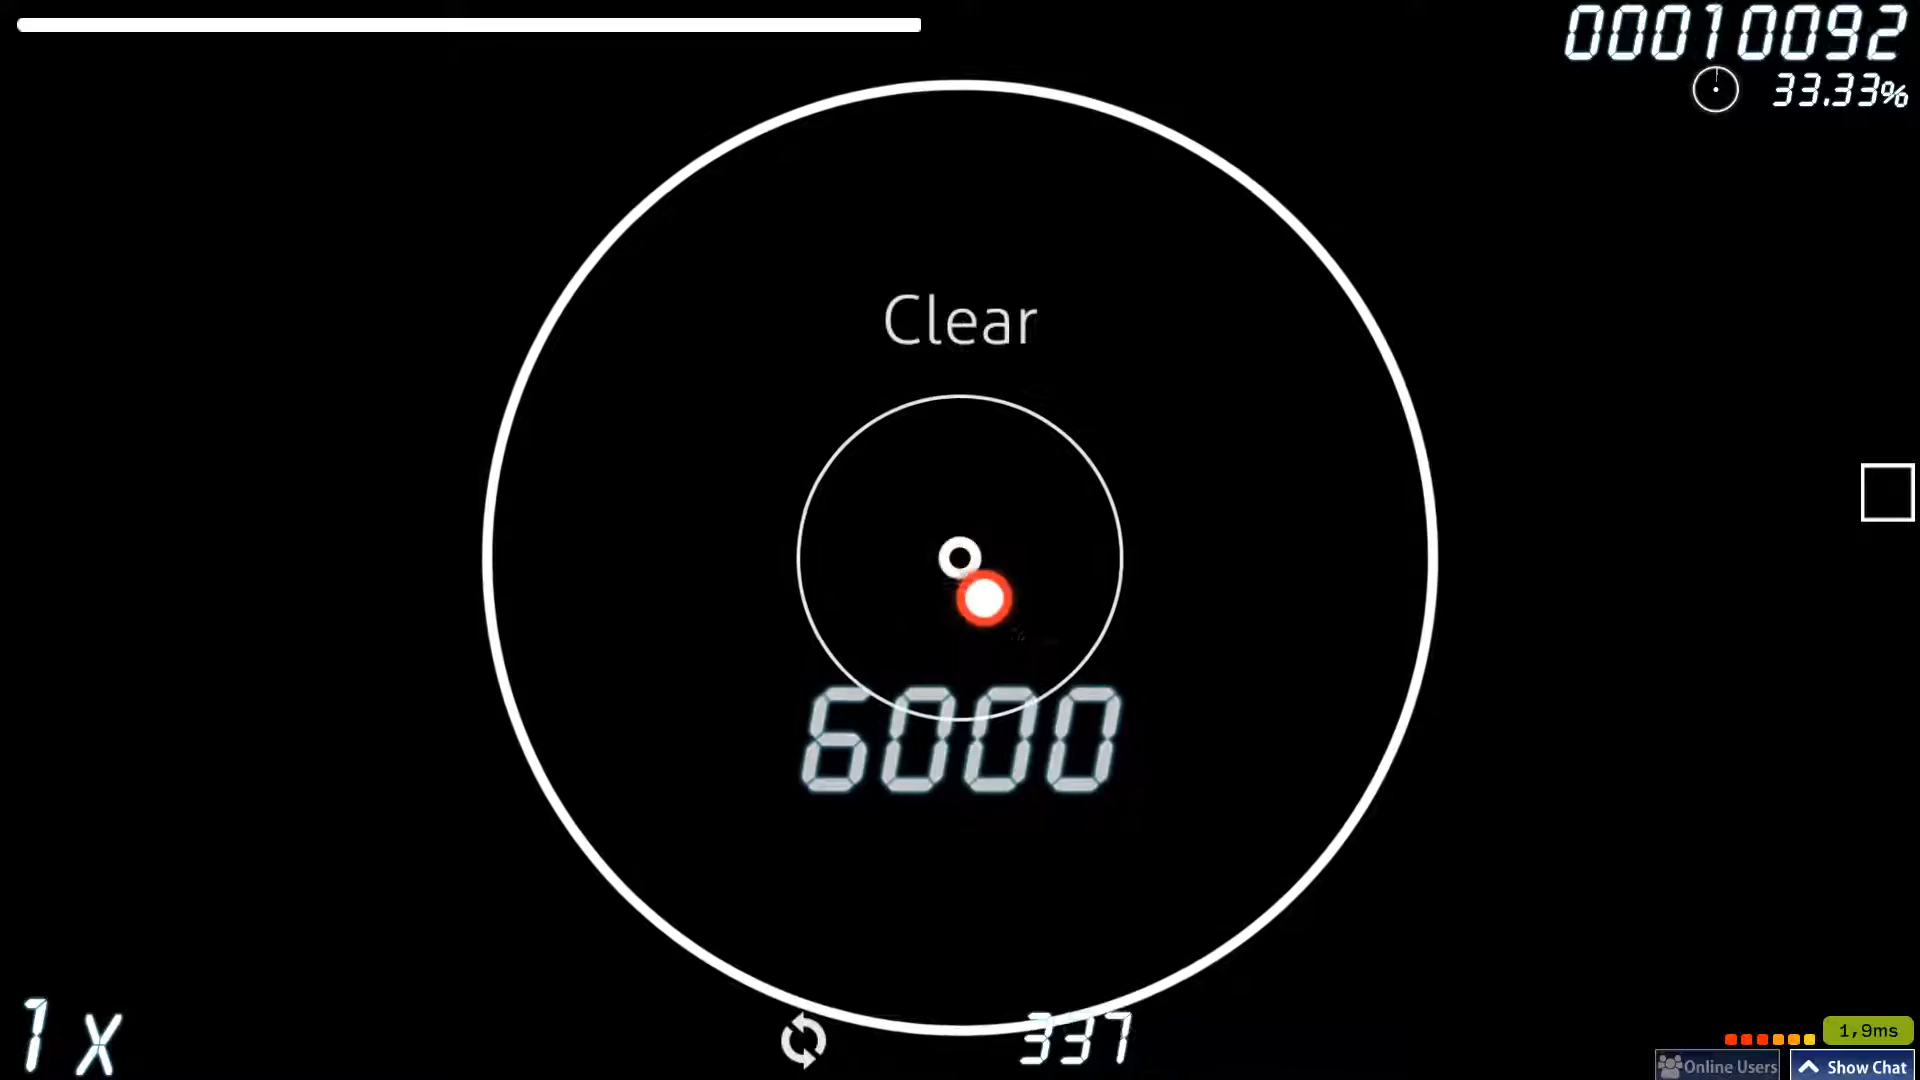 00010092
33.33%
Clear
6000
1x
337
1,9ms
Online Users
Show Chat